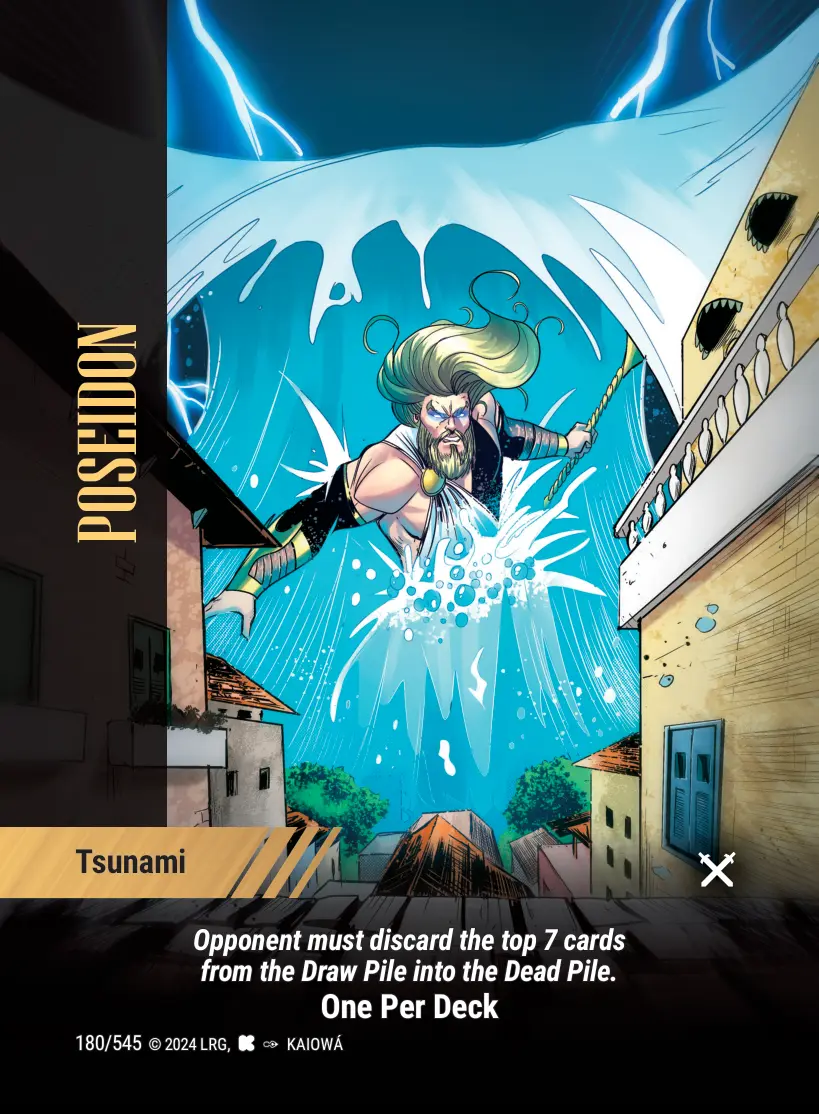 POSEIDON
Tsunami
Opponent must discard the top 7 cards
from the Draw Pile into the Dead Pile.
One Per Deck
180/545 © 2024 LRG, KAIOWÁ